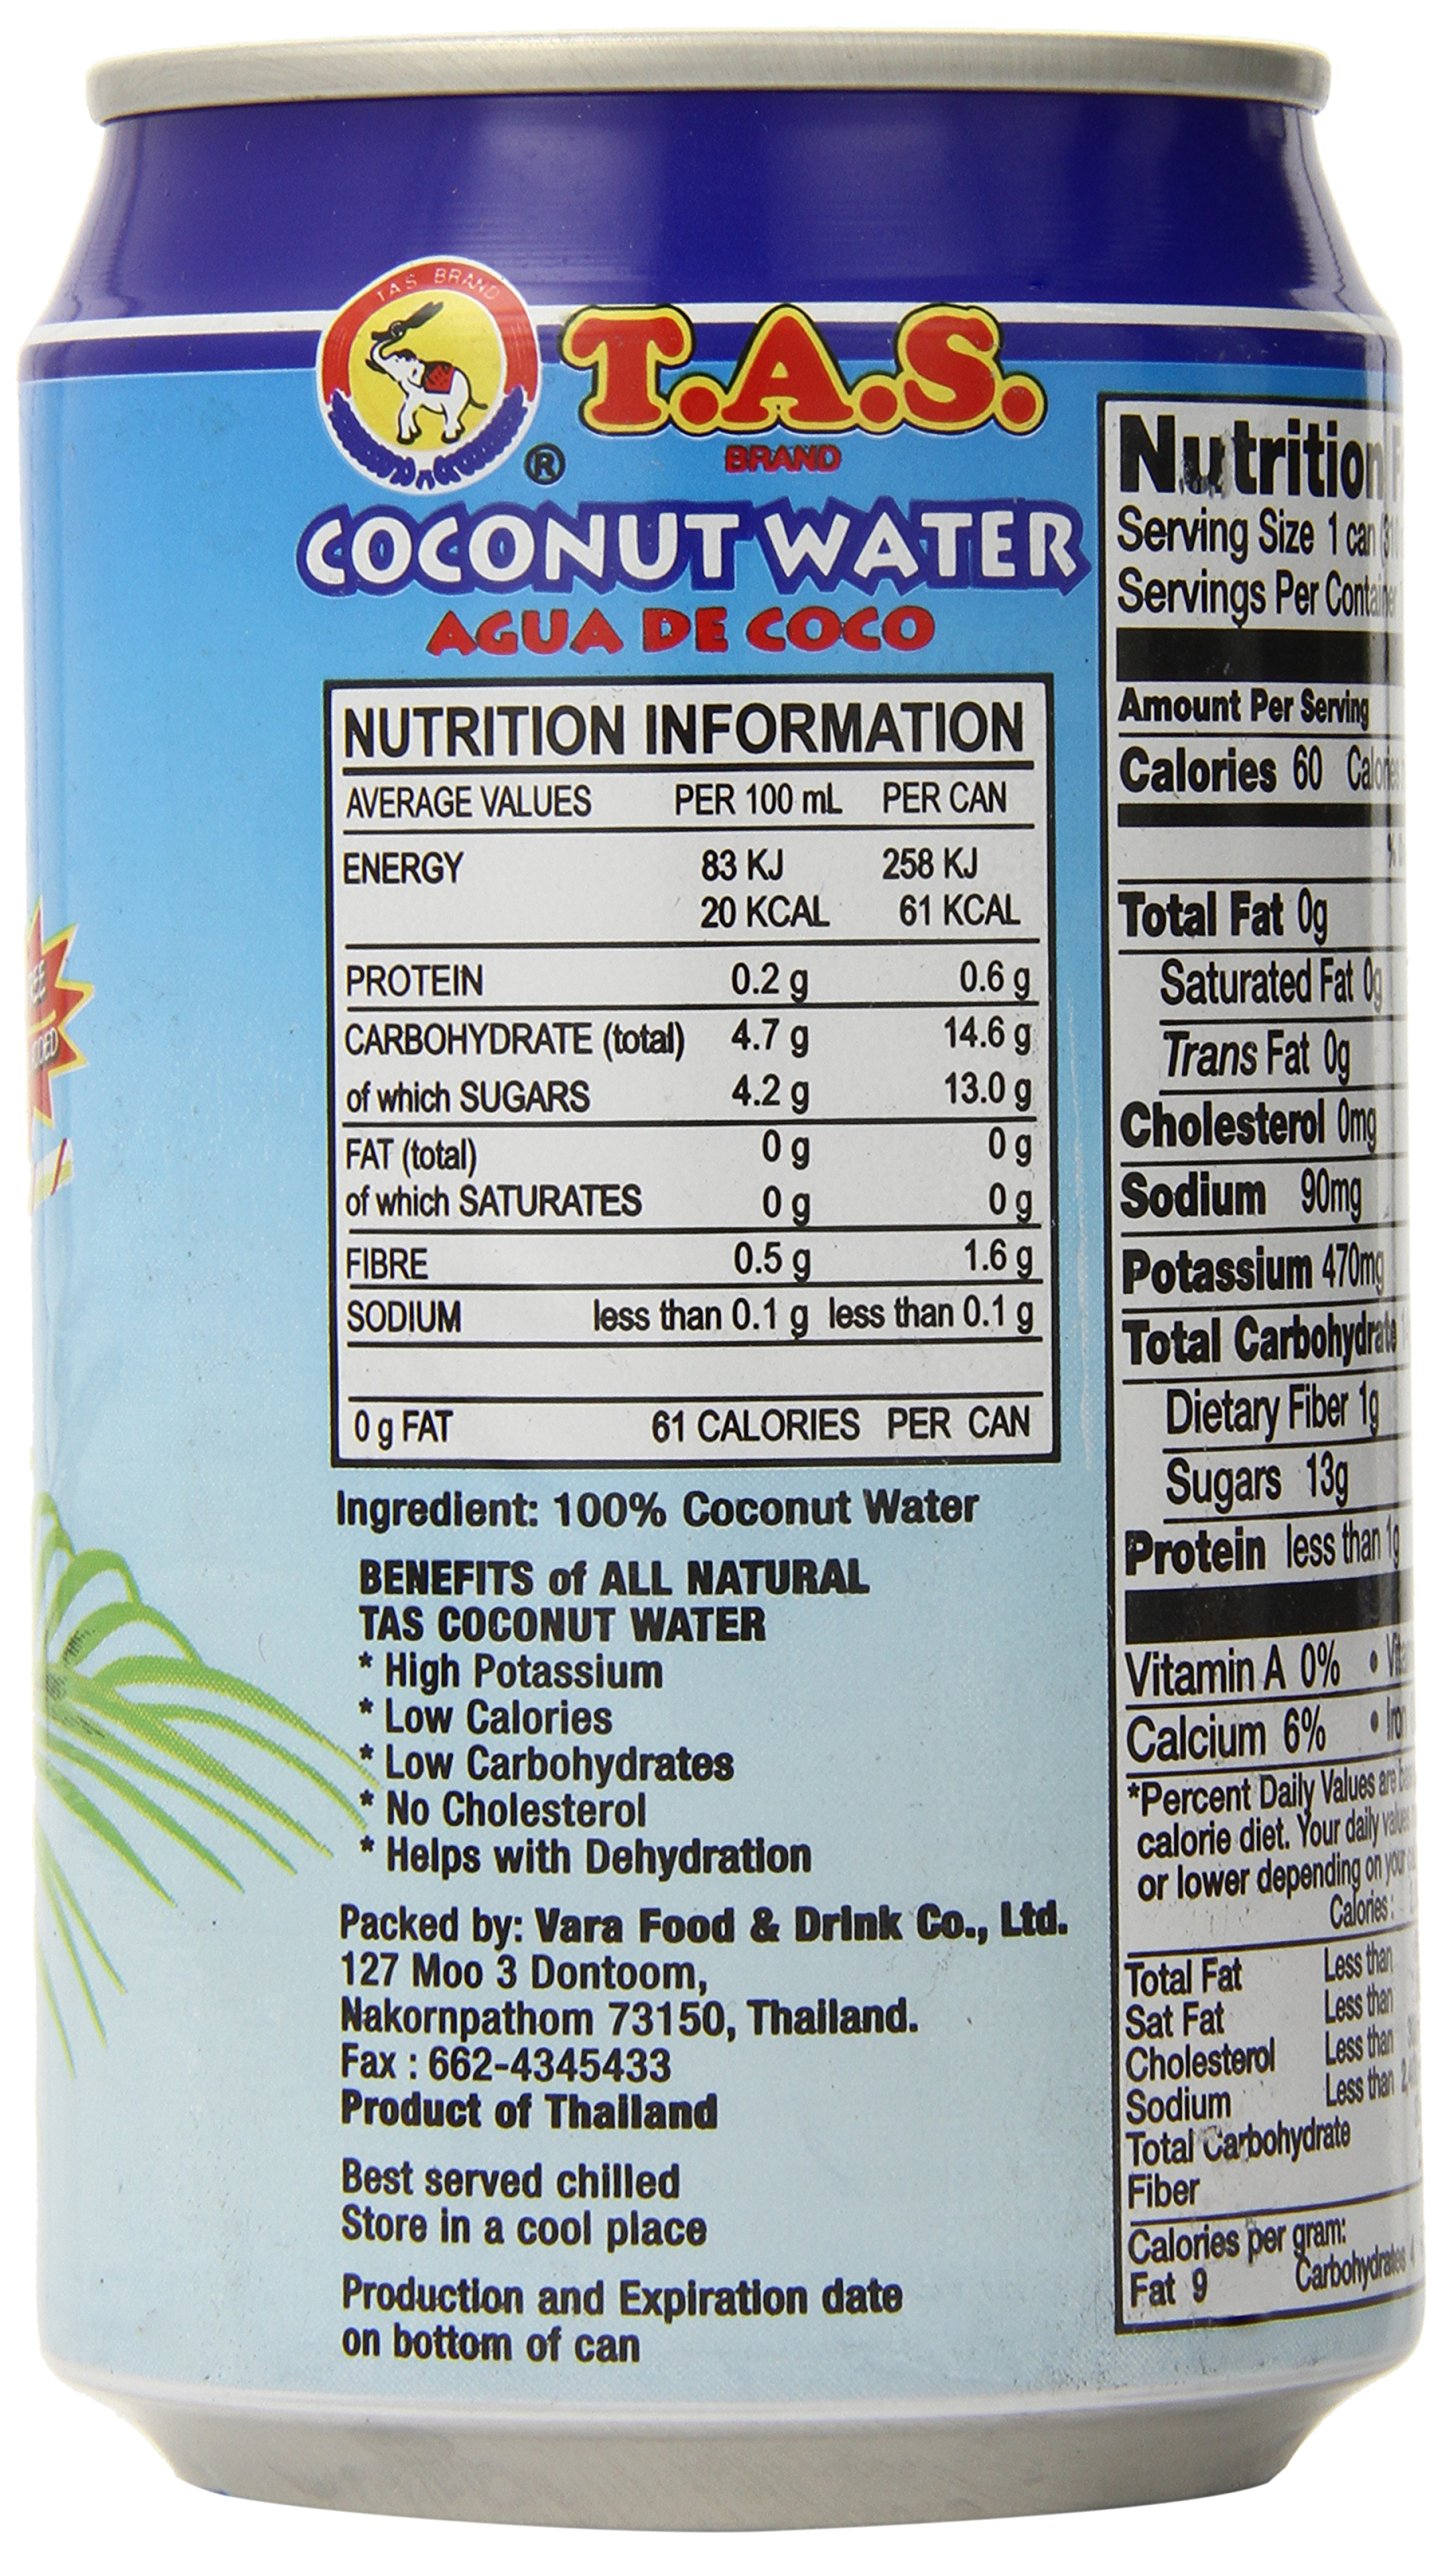 TAS BRAND
T.A.S.
®
BRAND
COCONUT WATER
AGUA DE COCO
NUTRITION INFORMATION
AVERAGE VALUES PER 100 mL PER CAN
ENERGY 83 KJ 258 KJ
20 KCAL 61 KCAL
PROTEIN 0.2 g 0.6 g
CARBOHYDRATE (total) 4.7 g 14.6 g
of which SUGARS 4.2 g 13.0 g
FAT (total) 0 g 0 g
of which SATURATES 0 g 0 g
FIBRE 0.5 g 1.6 g
SODIUM less than 0.1 g less than 0.1 g
0 g FAT 61 CALORIES PER CAN
Ingredient: 100% Coconut Water
BENEFITS of ALL NATURAL
TAS COCONUT WATER
* High Potassium
* Low Calories
* Low Carbohydrates
* No Cholesterol
* Helps with Dehydration
Packed by: Vara Food & Drink Co., Ltd.
127 Moo 3 Dontoom,
Nakornpathom 73150, Thailand.
Fax : 662-4345433
Product of Thailand
Best served chilled
Store in a cool place
Production and Expiration date
on bottom of can
Nutrition
Serving Size 1 can
Servings Per Container
Amount Per Serving
Calories 60
Total Fat 0g
Saturated Fat 0g
Trans Fat 0g
Cholesterol 0mg
Sodium 90mg
Potassium 470mg
Total Carbohydrate
Dietary Fiber 1g
Sugars 13g
Protein less than 1g
Vitamin A 0% •
Calcium 6% • Iron
*Percent Daily Values are
calorie diet. Your daily values
or lower depending on your
Calories:
Total Fat Less than
Sat Fat Less than
Cholesterol Less than
Sodium Less than
Total Carbohydrate
Fiber
Calories per gram:
Fat 9 Carbohydrates 4